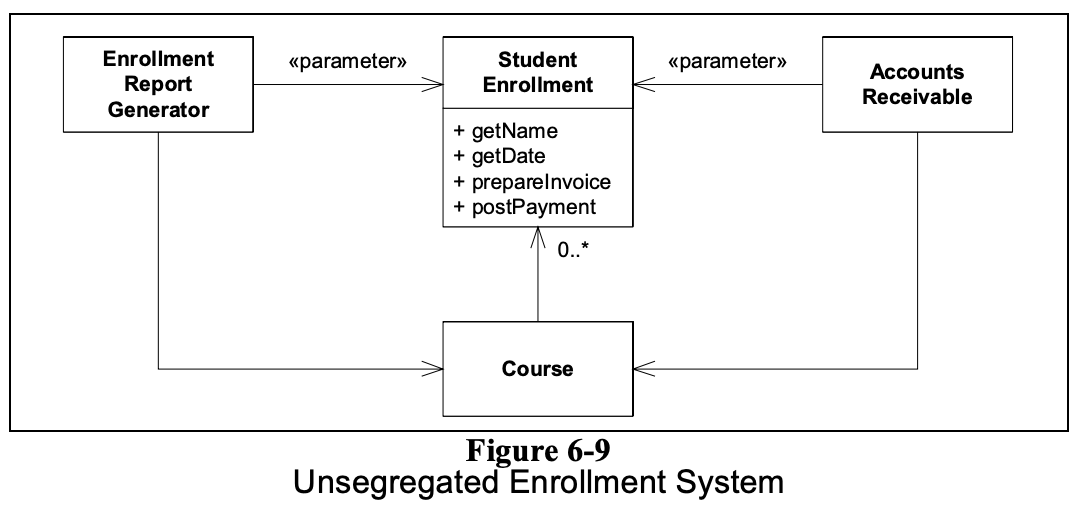 Enrollment
Report
Generator
«parameter»
Student
Enrollment
+ getName
+ getDate
+ prepareInvoice
+ postPayment
«parameter»
Accounts
Receivable
0..*
Course
Figure 6-9
Unsegregated Enrollment System